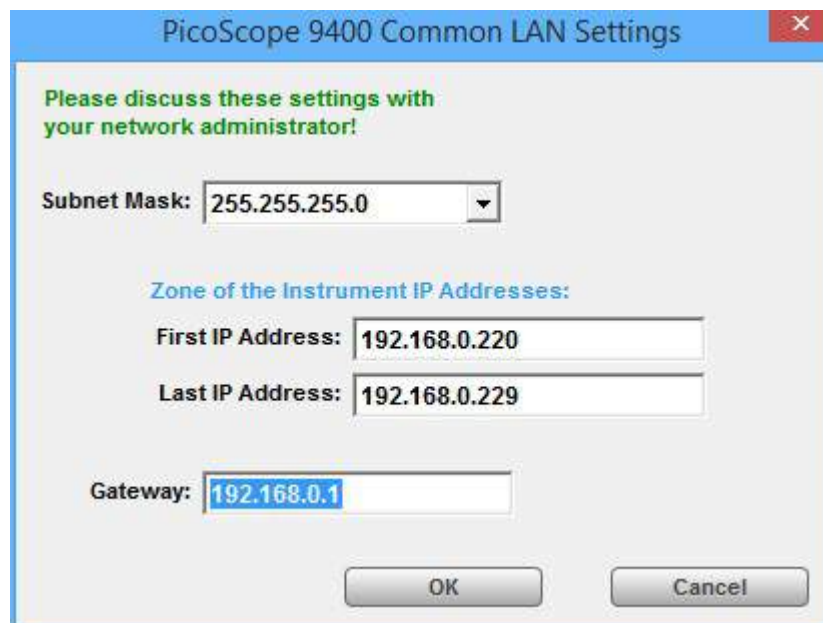 PicoScope 9400 Common LAN Settings
Please discuss these settings with
your network administrator!
Subnet Mask: 255.255.255.0
Zone of the Instrument IP Addresses:
First IP Address: 192.168.0.220
Last IP Address: 192.168.0.229
Gateway: 192.168.0.1
OK Cancel